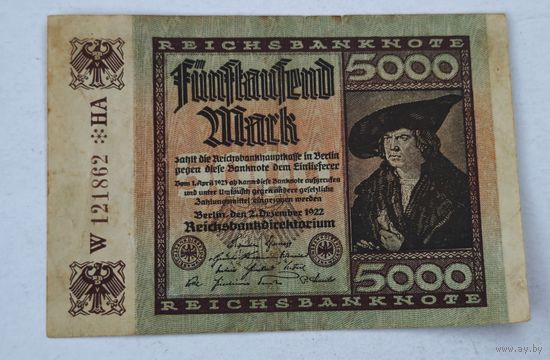 REICHSBANKNOTE
5000
Fünftausend
Mark
zahlt die Reichsbankhauptkasse in Berlin
gegen diese Banknote dem Einlieferer
Vom 1. April 1923 ab kann diese Banknote aufgerufen
und unter Umtausch gegen andere gesetzliche
Zahlungsmittel eingezogen werden
Berlin, den 2. Dezember 1922
Reichsbankdirektorium
5000
REICHSBANKNOTE
W 121862 ※HA
www.ay.by